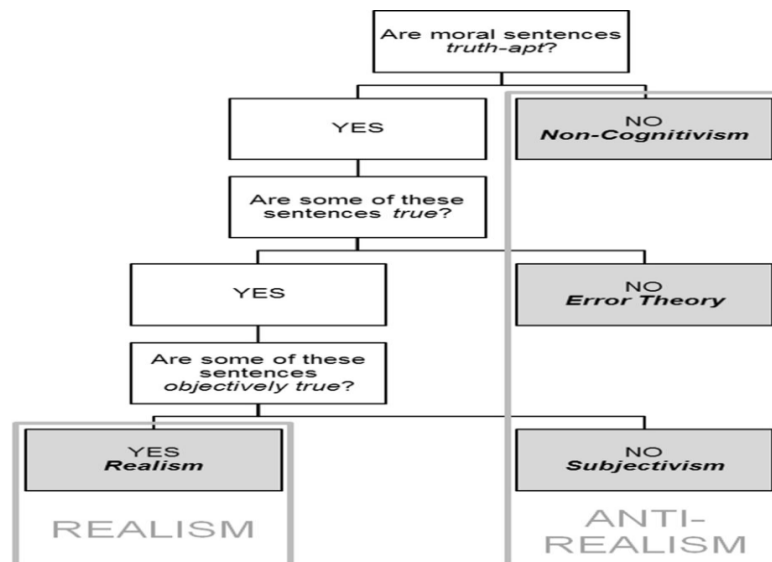 Are moral sentences
truth-apt?
YES
NO
Non-Cognitivism
Are some of these
sentences true?
YES
NO
Error Theory
Are some of these
sentences
objectively true?
YES
Realism
NO
Subjectivism
REALISM
ANTI-
REALISM